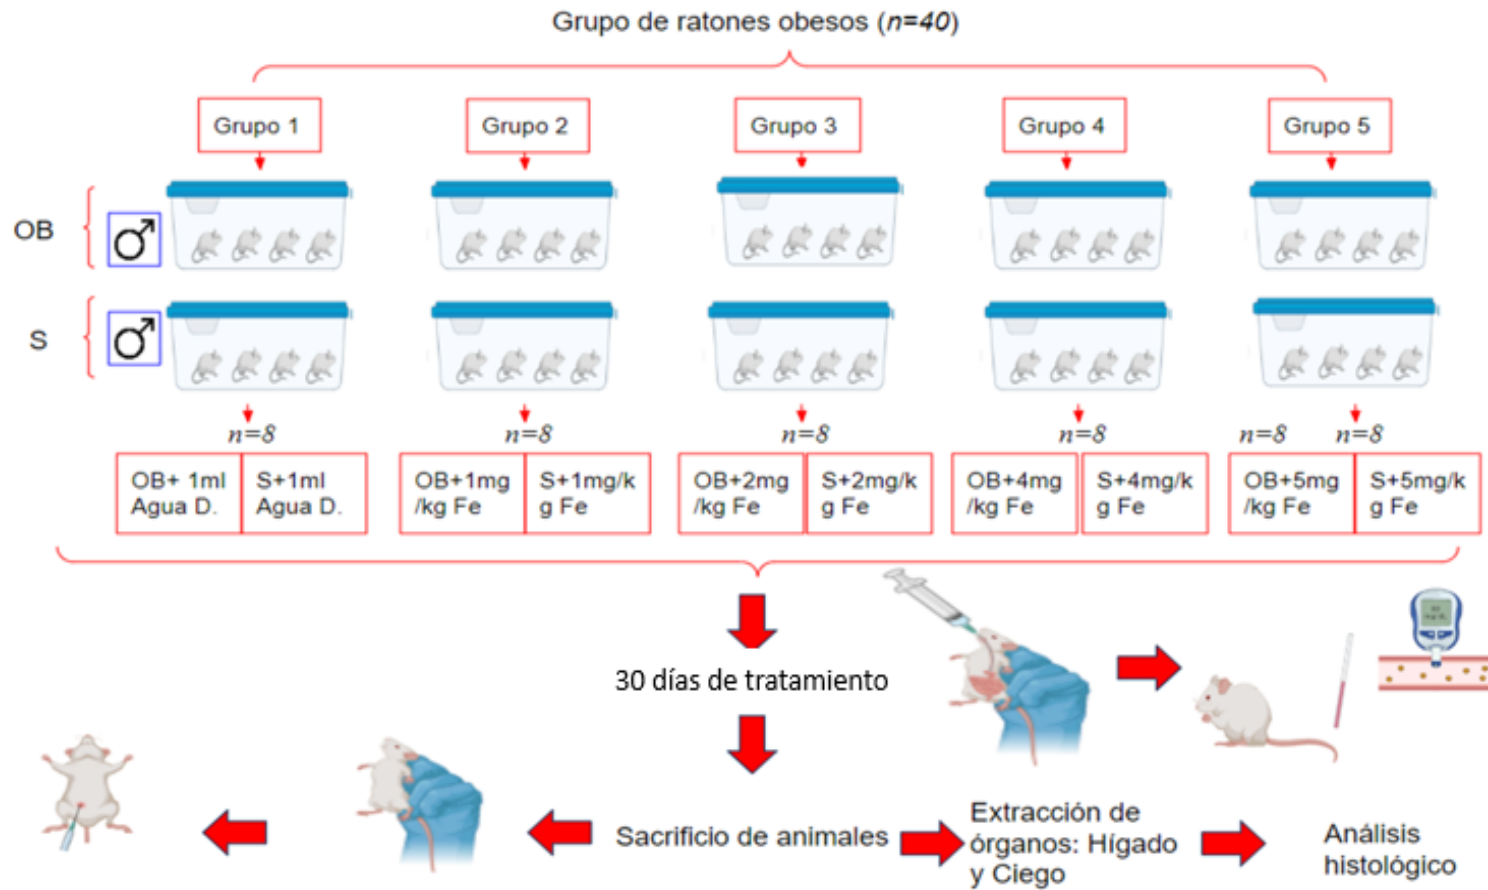 Grupo de ratones obesos (n=40)
Grupo 1
Grupo 2
Grupo 3
Grupo 4
Grupo 5
OB
S
n=8
n=8
n=8
n=8
n=8
n=8
OB+ 1ml
Agua D.
S+1ml
Agua D.
OB+1mg
/kg Fe
S+1mg/k
g Fe
OB+2mg
/kg Fe
S+2mg/k
g Fe
OB+4mg
/kg Fe
S+4mg/k
g Fe
OB+5mg
/kg Fe
S+5mg/k
g Fe
30 días de tratamiento
Sacrificio de animales
Extracción de
órganos: Hígado
y Ciego
Análisis
histológico